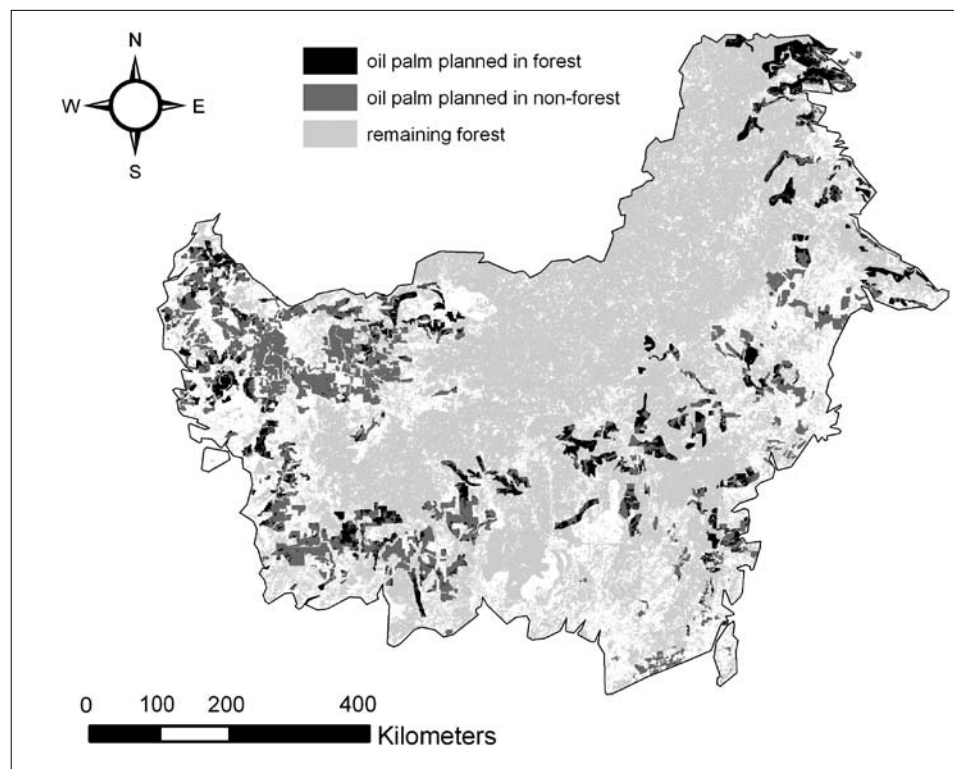 N
W E
S
oil palm planned in forest
oil palm planned in non-forest
remaining forest
0 100 200 400
Kilometers